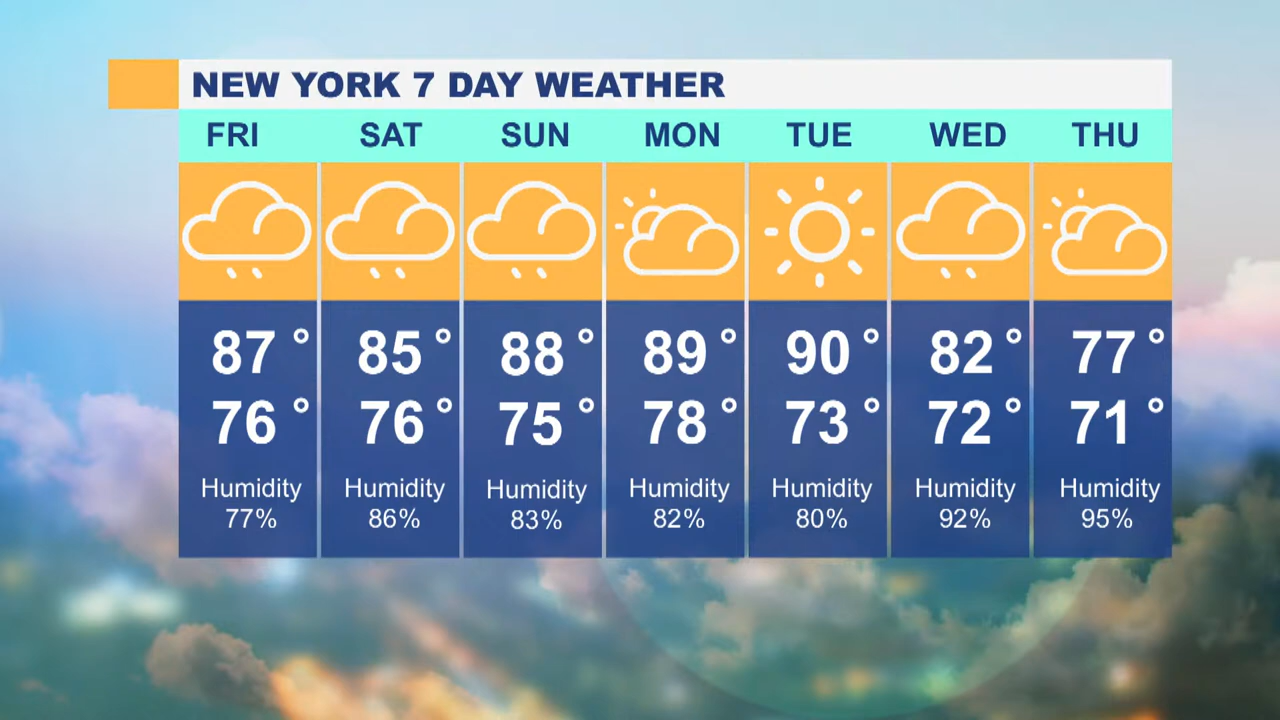 NEW YORK 7 DAY WEATHER
FRI SAT SUN MON TUE WED THU
87° 85° 88° 89° 90° 82° 77°
76° 76° 75° 78° 73° 72° 71°
Humidity Humidity Humidity Humidity Humidity Humidity Humidity
77% 86% 83% 82% 80% 92% 95%